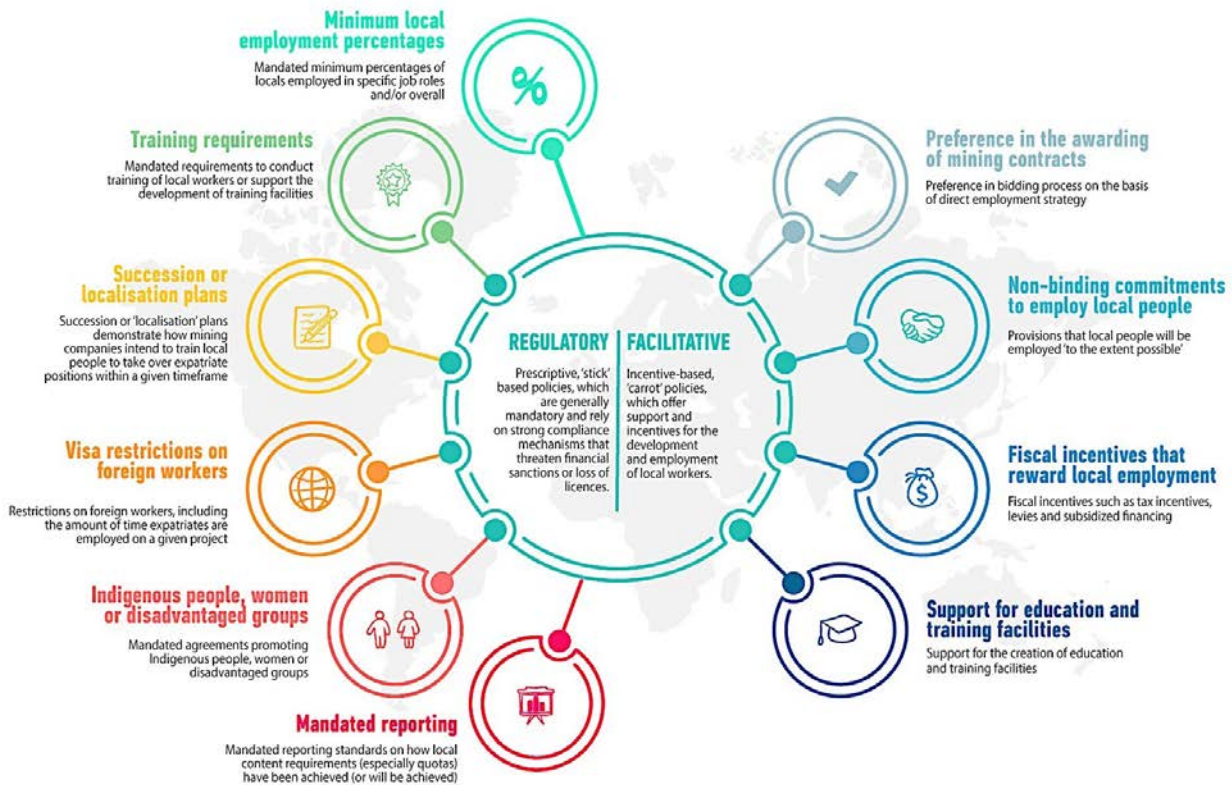 Minimum local
employment percentages
Mandated minimum percentages of
locals employed in specific job roles
and/or overall
%
Training requirements
Mandated requirements to conduct
training of local workers or support the
development of training facilities
Succession or
localisation plans
Succession or 'localisation' plans
demonstrate how mining
companies intend to train local
people to take over expatriate
positions within a given timeframe
Visa restrictions on
foreign workers
Restrictions on foreign workers, including
the amount of time expatriates are
employed on a given project
Indigenous people, women
or disadvantaged groups
Mandated agreements promoting
Indigenous people, women or
disadvantaged groups
Mandated reporting
Mandated reporting standards on how local
content requirements (especially quotas)
have been achieved (or will be achieved)
REGULATORY
Prescriptive, 'stick'
based policies, which
are generally
mandatory and rely
on strong compliance
mechanisms that
threaten financial
sanctions or loss of
licences.
FACILITATIVE
Incentive-based,
'carrot' policies,
which offer
support and
incentives for the
development
and employment
of local workers.
Preference in the awarding
of mining contracts
Preference in bidding process on the basis
of direct employment strategy
Non-binding commitments
to employ local people
Provisions that local people will be
employed 'to the extent possible'
Fiscal incentives that
reward local employment
Fiscal incentives such as tax incentives,
levies and subsidized financing
$
Support for education and
training facilities
Support for the creation of education
and training facilities